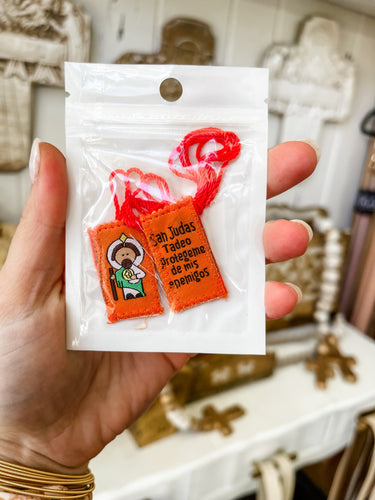 San Judas
Tadeo
protegeme
de mis
enemigos